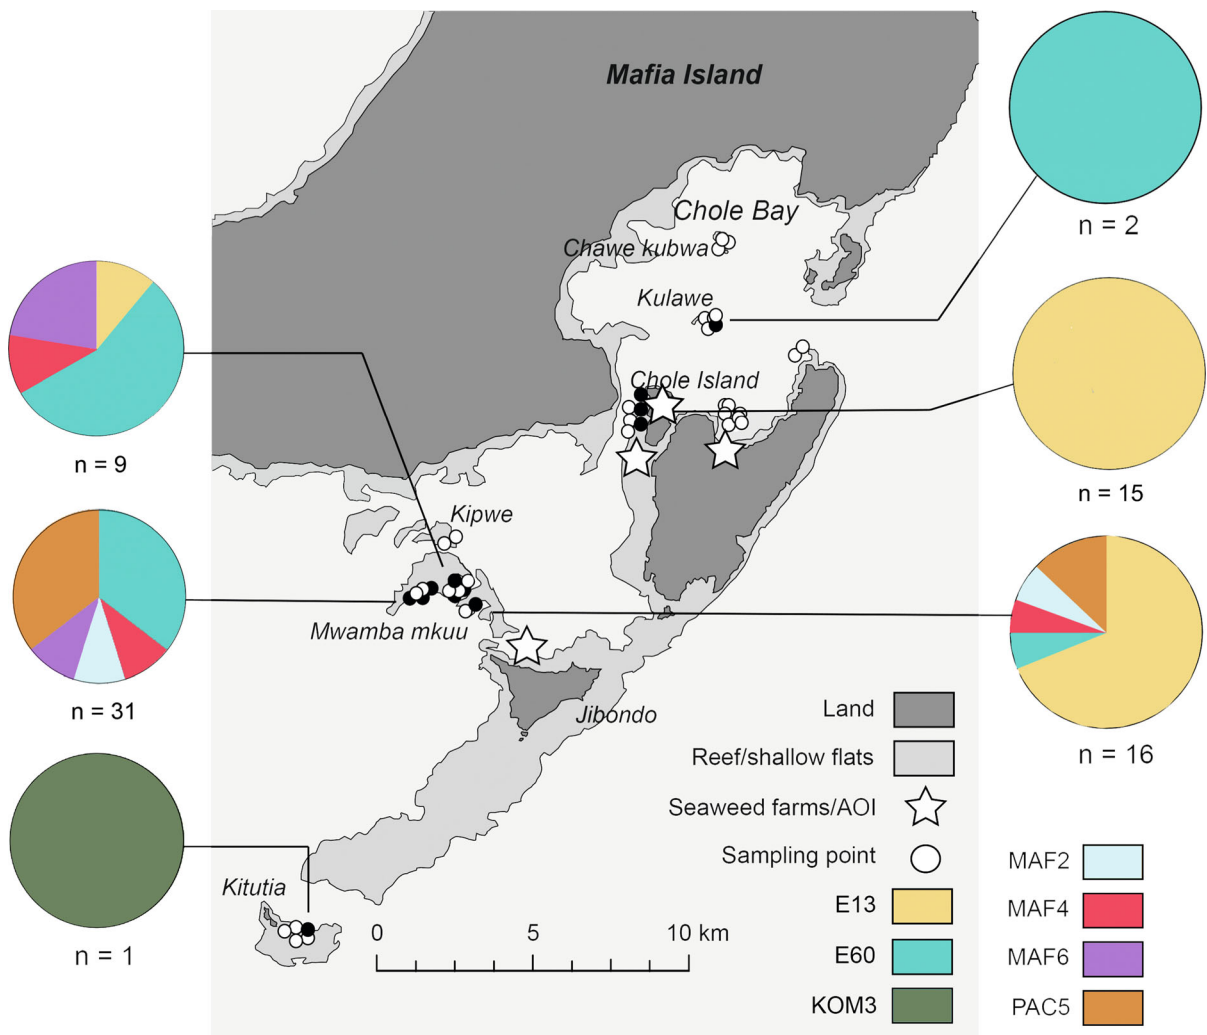 Mafia Island
Chole Bay
n = 2
Chawe kubwa
Kulawe
Chole Island
n = 9
n = 15
Kipwe
Mwamba mkuu
n = 31
Jibondo
n = 16
Land
Reef/shallow flats
Seaweed farms/AOI
Sampling point
MAF2
Kitutia
E13
MAF4
0 5 10 km
n = 1
E60
MAF6
KOM3
PAC5